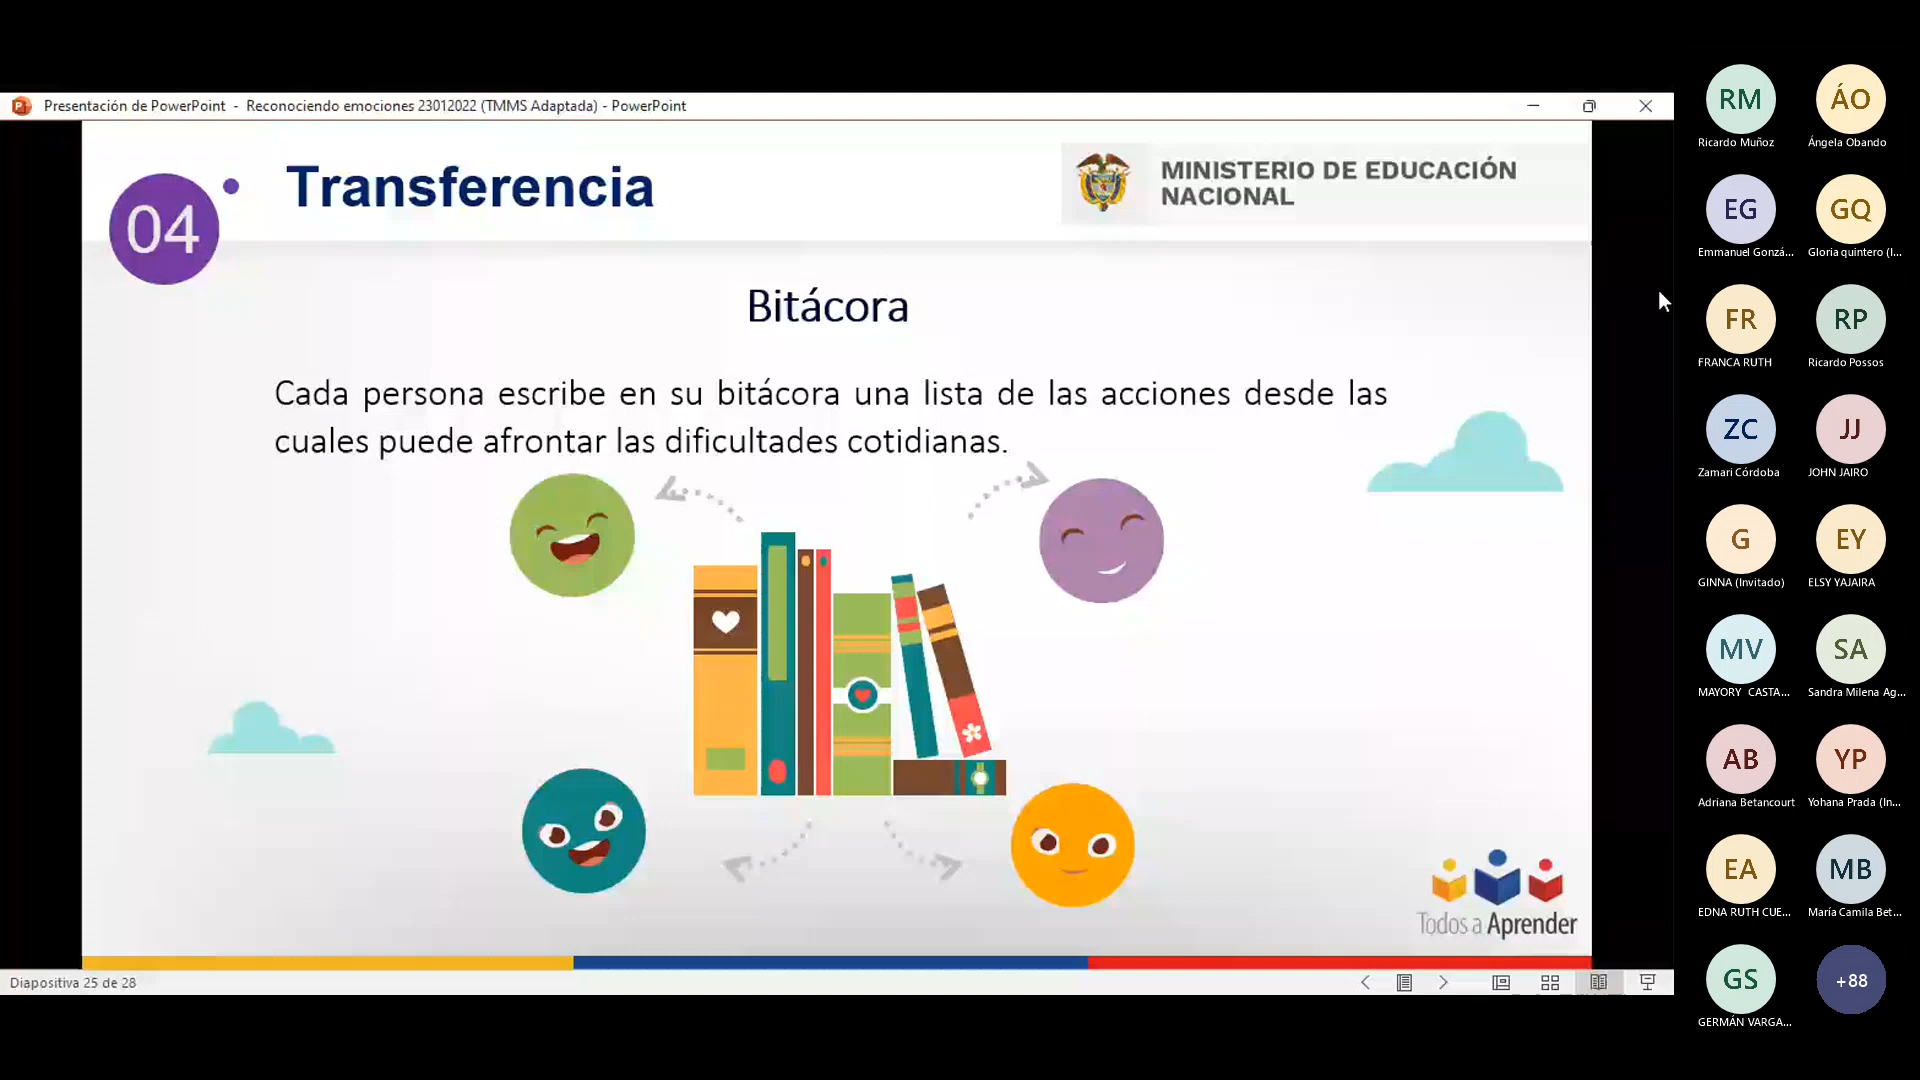 Presentación de PowerPoint - Reconociendo emociones 23012022 (TMMS Adaptada) - PowerPoint
04
Transferencia
MINISTERIO DE EDUCACIÓN
NACIONAL
Bitácora
Cada persona escribe en su bitácora una lista de las acciones desde las
cuales puede afrontar las dificultades cotidianas.
Todos a Aprender
Diapositiva 25 de 28
RM
ÁO
Ricardo Muñoz
Ángela Obando
EG
GQ
Emmanuel Gonzá...
Gloria quintero (I...
FR
RP
FRANCA RUTH
Ricardo Possos
ZC
JJ
Zamari Córdoba
JOHN JAIRO
G
EY
GINNA (Invitado)
ELSY YAJAIRA
MV
SA
MAYORY CASTA...
Sandra Milena Ag...
AB
YP
Adriana Betancourt
Yohana Prada (In...
EA
MB
EDNA RUTH CUE...
María Camila Bet...
GS
+88
GERMÁN VARGA...